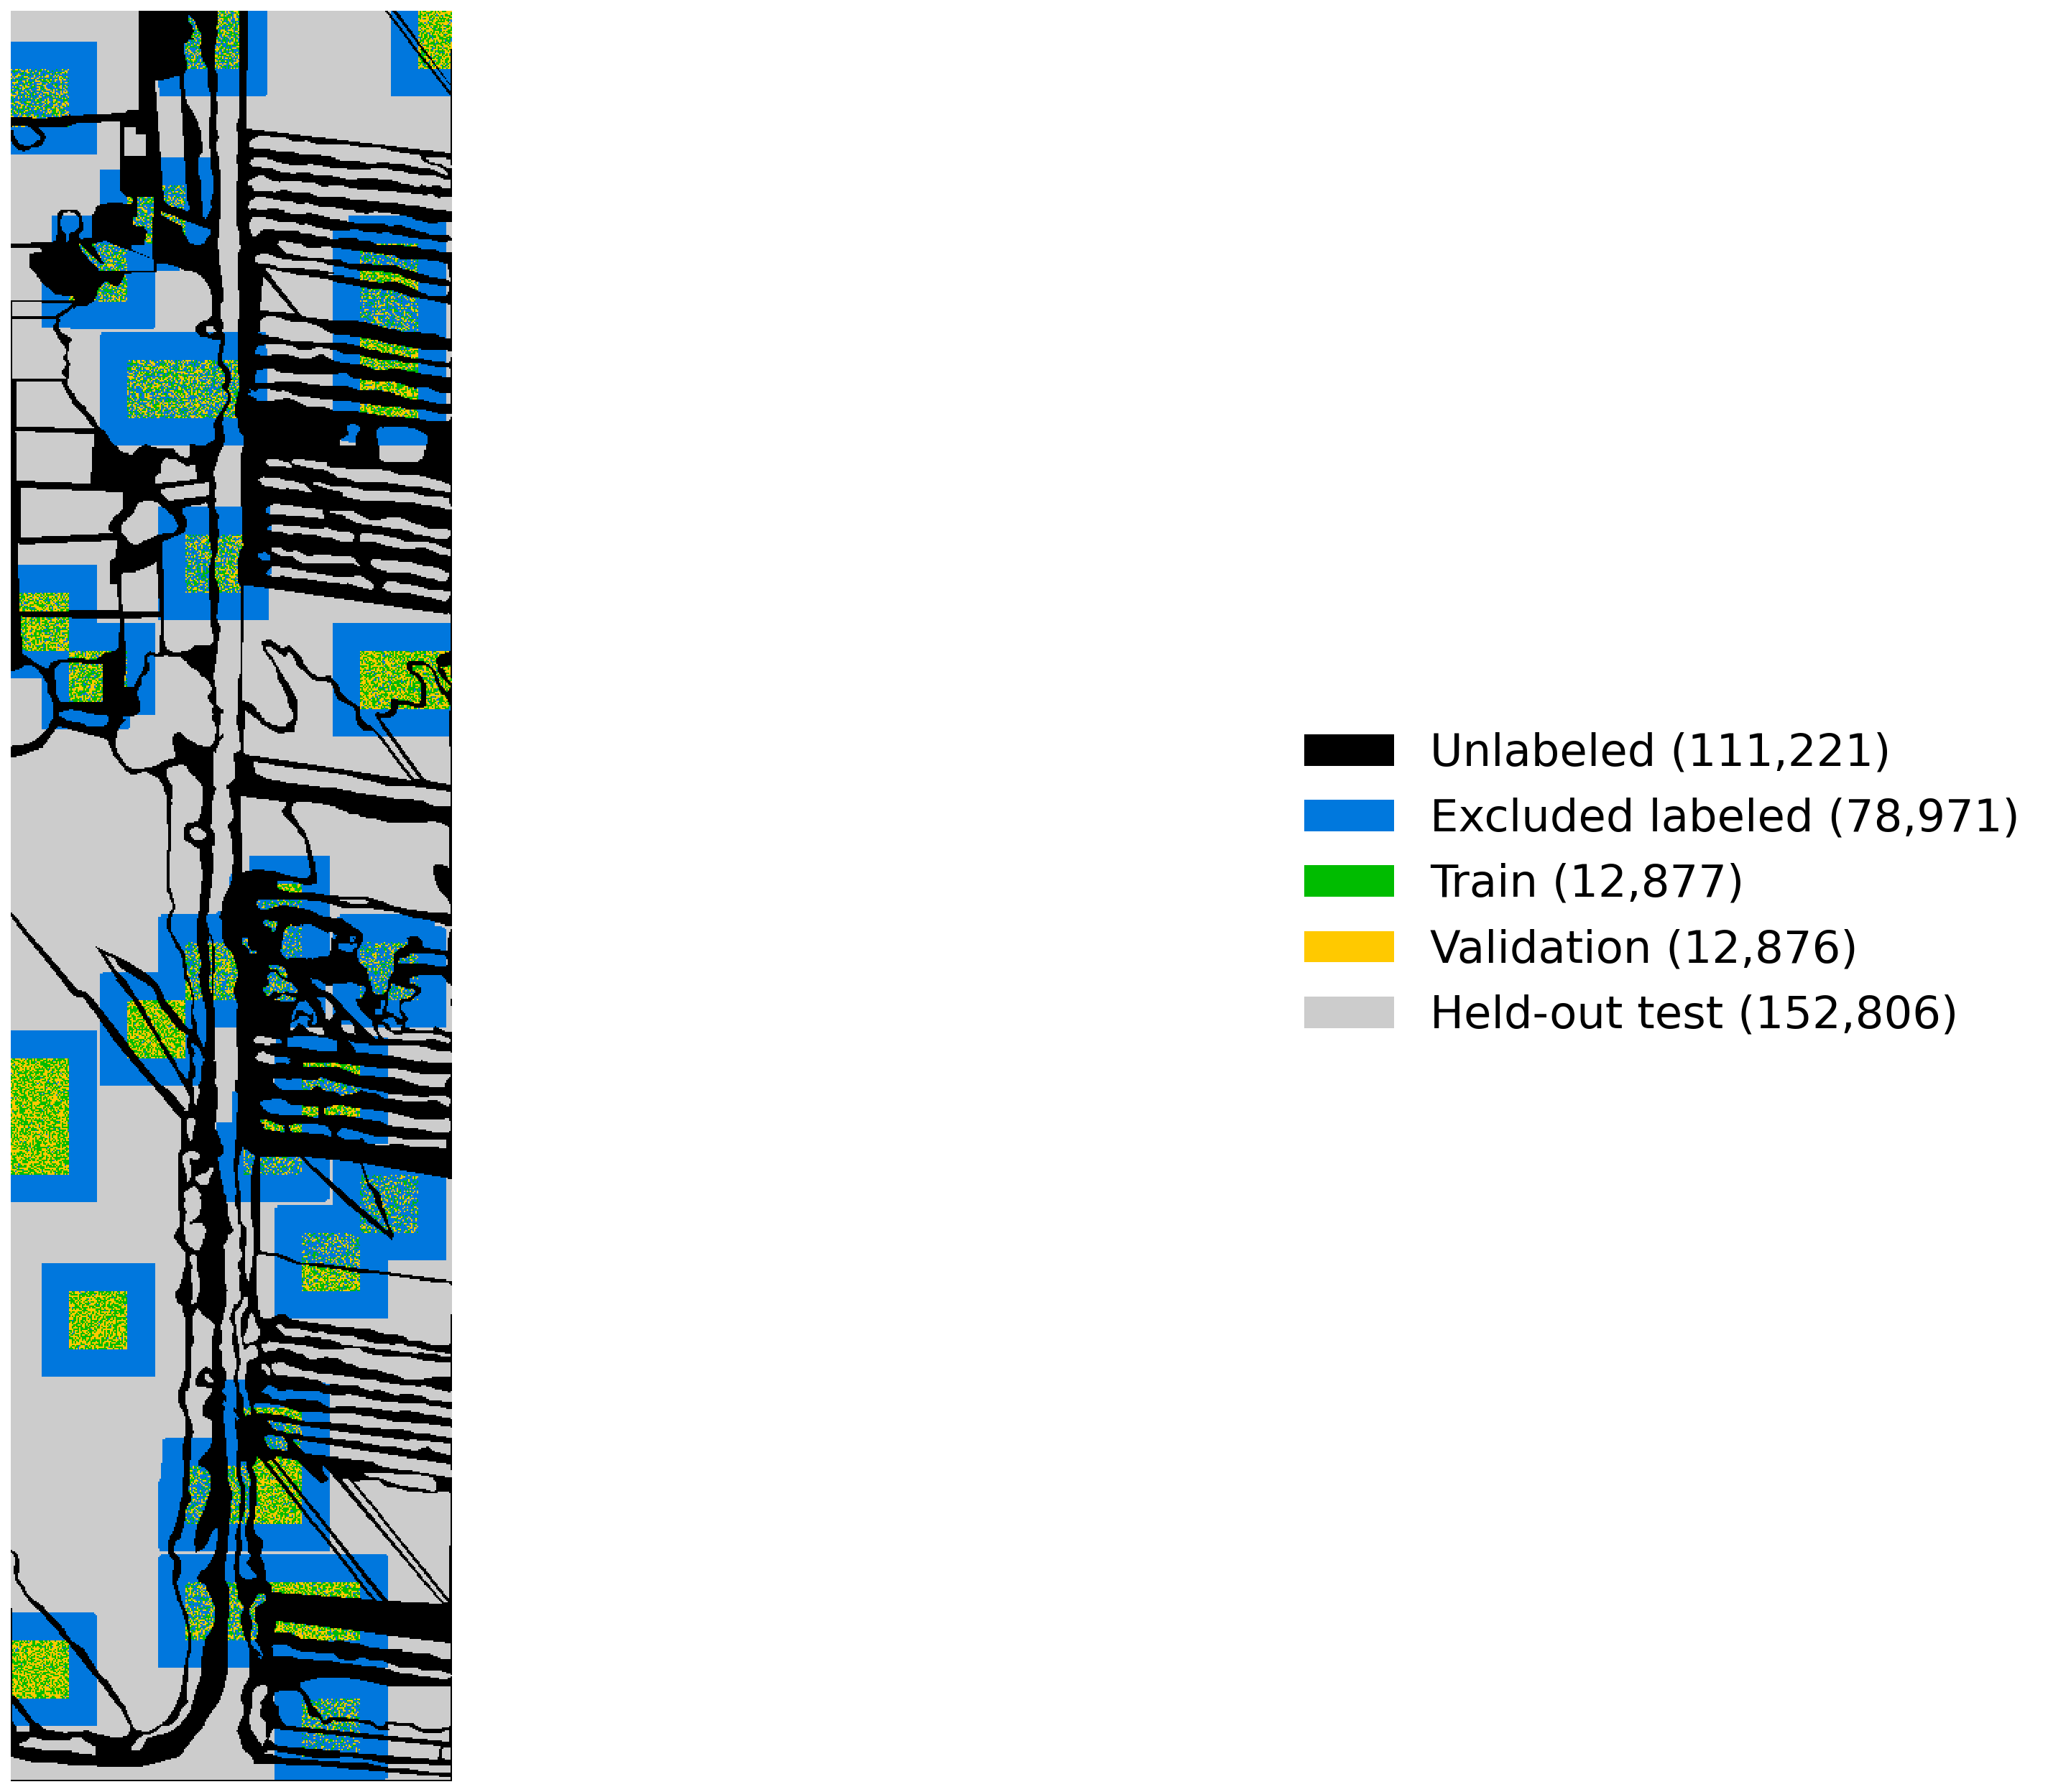 Unlabeled (111,221)
Excluded labeled (78,971)
Train (12,877)
Validation (12,876)
Held-out test (152,806)